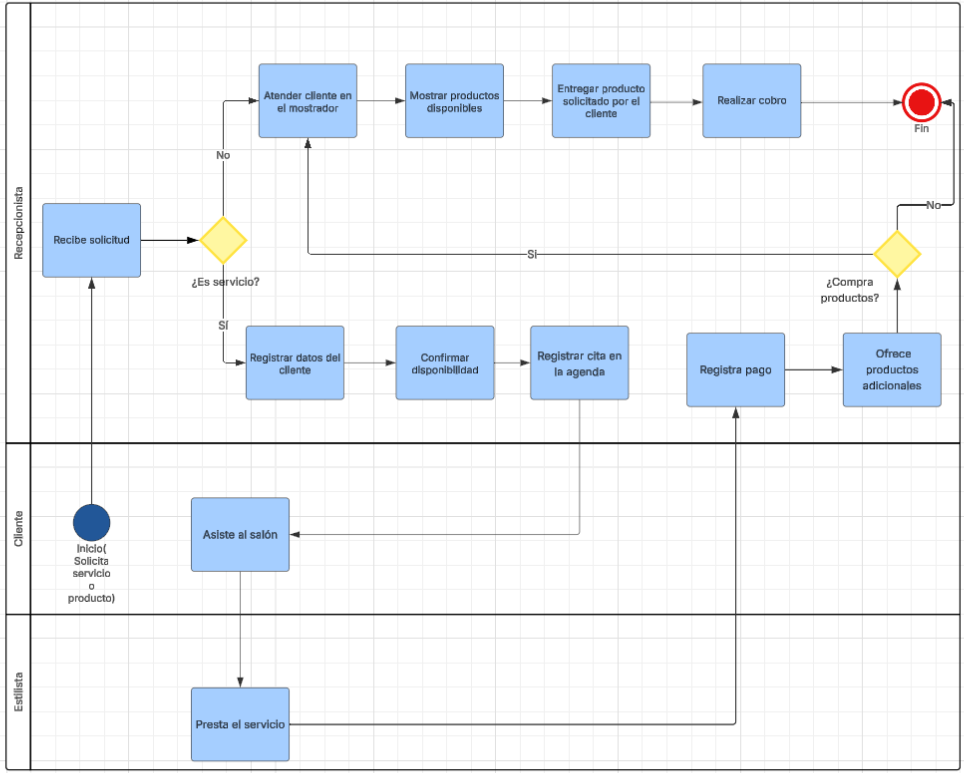 Recepcionista
Atender cliente en
el mostrador
Mostrar productos
disponibles
Entregar producto
solicitado por el
cliente
Realizar cobro
Fin
No
No
Recibe solicitud
¿Es servicio?
Si
¿Compra
productos?
Sí
Registrar datos del
cliente
Confirmar
disponibilidad
Registrar cita en
la agenda
Registra pago
Ofrece
productos
adicionales
Cliente
Inicio(
Solicita
servicio
o
producto)
Asiste al salón
Estilista
Presta el servicio